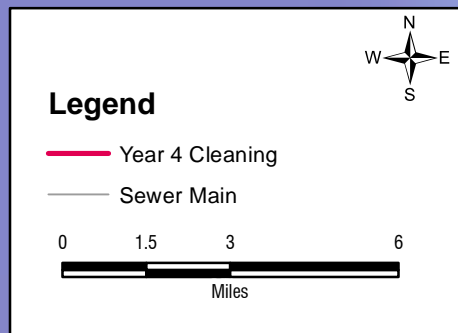 N
W E
S
Legend
Year 4 Cleaning
Sewer Main
0 1.5 3 6
Miles